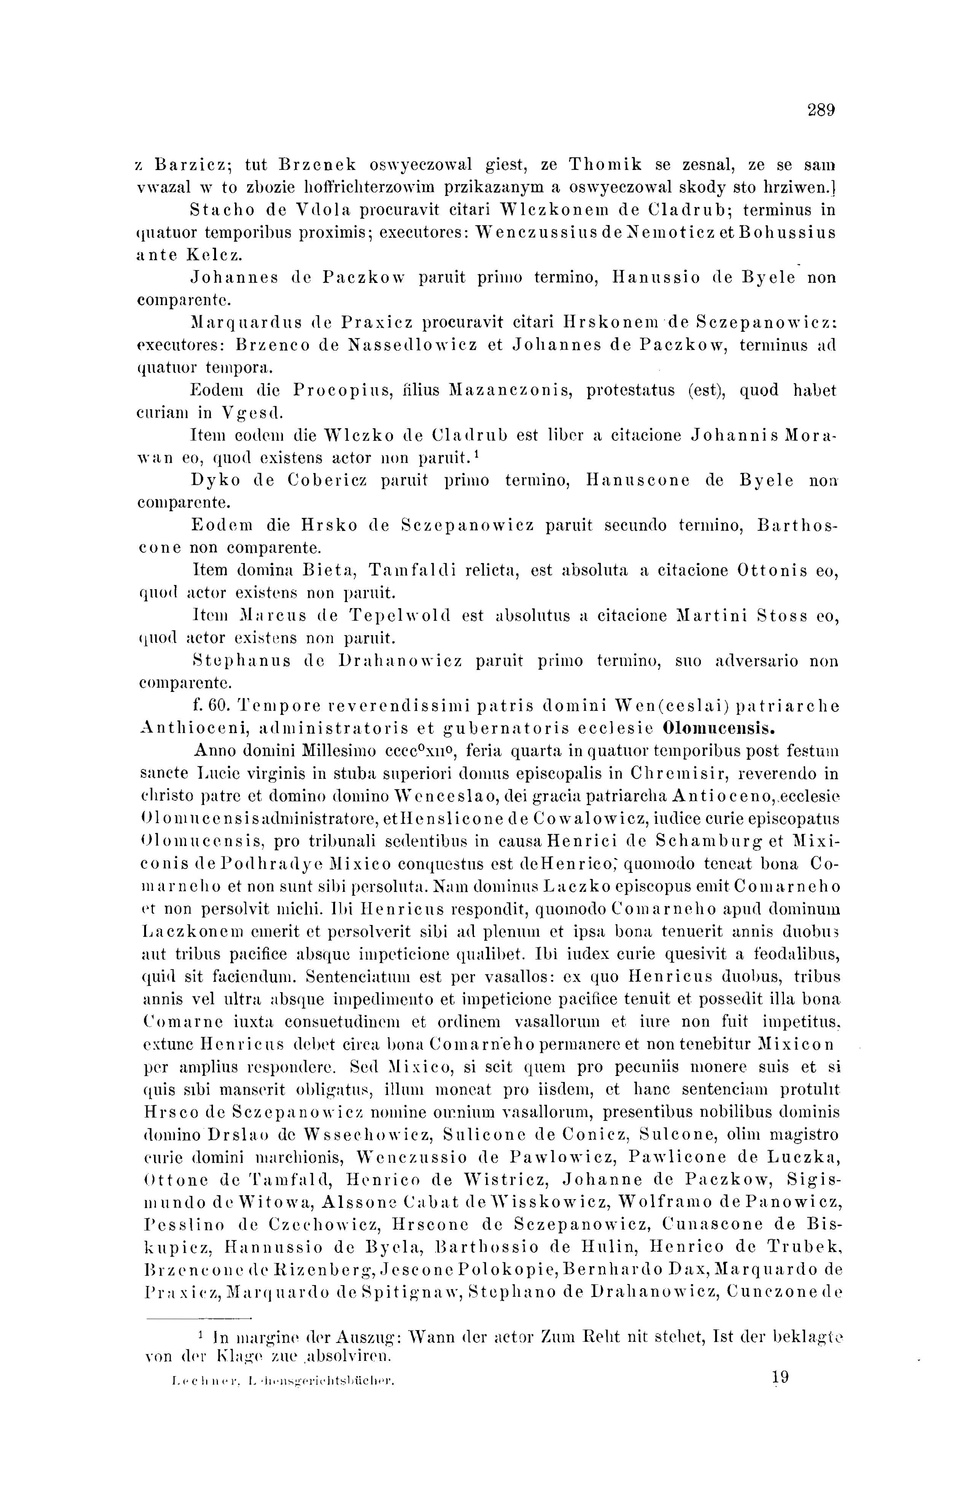 289
z Barzicz; tut Brzenek oswyeczowal giest, ze Thomik se zesnal, ze se sam
vwazal w to zbozie hoffrichterzowim przikazanym a oswyeczowal skody sto hrziwen.]
Stacho de Vdola procuravit citari Wlczkonem de Cladrub; terminus in
quatuor temporibus proximis; executores: Wenczussius de Nemoticz et Bohussius
ante Kelcz.
Johannes de Paczkow paruit primo termino, Hanussio de Byele non
comparente.
Marquardus de Praxicz procuravit citari Hrskonem de Sczepanowicz:
executores: Brzenco de Nassedlowicz et Johannes de Paczkow, terminus ad
quatuor tempora.
Eodem die Procopius, filius Mazanczonis, protestatus (est), quod habet
curiam in Vgesd.
Item eodem die Wlczko de Cladrub est liber a citacione Johannis Mora-
wan eo, quod existens actor non paruit.¹
Dyko de Cobericz paruit primo termino, Hanuscone de Byele non
comparente.
Eodem die Hrsko de Sczepanowicz paruit secundo termino, Barthos-
cone non comparente.
Item domina Bieta, Tamfaldi relicta, est absoluta a citacione Ottonis eo,
quod actor existens non paruit.
Item Marcus de Tepelwold est absolutus a citacione Martini Stoss eo,
quod actor existens non paruit.
Stephanus de Drahanowicz paruit primo termino, suo adversario non
comparente.
f. 60. Tempore reverendissimi patris domini Wen(ceslai) patriarche
Anthioceni, administratoris et gubernatoris ecclesie Olomucensis.
Anno domini Millesimo ccccºxiiº, feria quarta in quatuor temporibus post festum
sancte Lucie virginis in stuba superiori domus episcopalis in Chremisir, reverendo in
christo patre et domino domino Wenceslao, dei gracia patriarcha Antioceno, ecclesie
Olomucensis administratore, et Henslicone de Cowalowicz, iudice curie episcopatus
Olomucensis, pro tribunali sedentibus in causa Henrici de Schamburg et Mixi-
conis de Podhradye Mixico conquestus est de Henrico, quomodo teneat bona Co-
marneho et non sunt sibi persoluta. Nam dominus Laczko episcopus emit Comarneho
et non persolvit michi. Ibi Henricus respondit, quomodo Comarneho apud dominum
Laczkonem emerit et persolverit sibi ad plenum et ipsa bona tenuerit annis duobus
aut tribus pacifice absque impeticione qualibet. Ibi iudex curie quesivit a feodalibus,
quid sit faciendum. Sentenciatum est per vasallos: ex quo Henricus duobus, tribus
annis vel ultra absque impedimento et impeticione pacifice tenuit et possedit illa bona
Comarne iuxta consuetudinem et ordinem vasallorum et iure non fuit impetitus,
extunc Henricus debet circa bona Comarneho permanere et non tenebitur Mixicon
per amplius respondere. Sed Mixico, si scit quem pro pecuniis monere suis et si
quis sibi manserit obligatus, illum moneat pro iisdem, et hanc sentenciam protulit
Hrsco de Sczepanowicz nomine omnium vasallorum, presentibus nobilibus dominis
domino Drslao de Wssechowicz, Sulicone de Conicz, Sulcone, olim magistro
curie domini marchionis, Wenczussio de Pawlowicz, Pawlicone de Luczka,
Ottone de Tamfald, Henrico de Wistricz, Johanne de Paczkow, Sigis-
mundo de Witowa, Alssone Cabat de Wisskowicz, Wolframo de Panowicz,
Pesslino de Czechowicz, Hrscone de Sczepanowicz, Cunascone de Bis-
kupicz, Hannussio de Byela, Barthossio de Hulin, Henrico de Trubek,
Brzencone de Rizenberg, Jescone Polokopie, Bernhardo Dax, Marquardo de
Praxicz, Marquardo de Spitignaw, Stephano de Drahanowicz, Cunczone de
¹ In margine der Auszug: Wann der actor Zum Reht nit stehet, Ist der beklagte
von der Klage zue absolviren.
Lechner, Lehensgerichtsbücher.
19